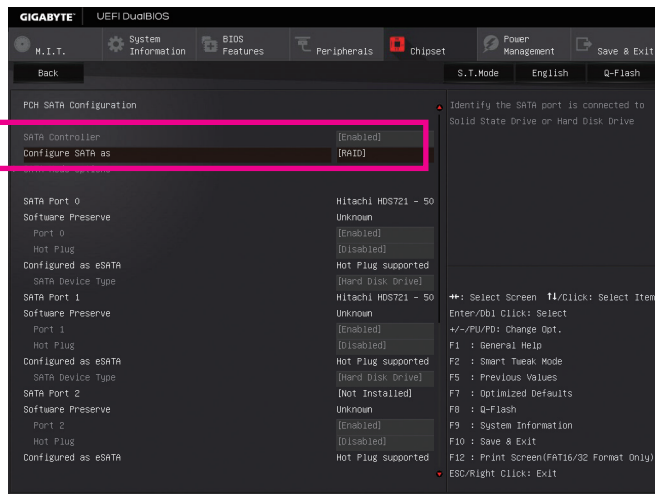 GIGABYTE™ UEFI DualBIOS
M.I.T. System Information BIOS Features Peripherals Chipset Power Management Save & Exit
Back S.T.Mode English Q-Flash
PCH SATA Configuration
SATA Controller [Enabled]
Configure SATA as [RAID]
SATA Port 0 Hitachi HDS721 - 50
Software Preserve Unknown
Port 0 [Enabled]
Hot Plug [Disabled]
Configured as eSATA Hot Plug supported
SATA Device Type [Hard Disk Drive]
SATA Port 1 Hitachi HDS721 - 50
Software Preserve Unknown
Port 1 [Enabled]
Hot Plug [Disabled]
Configured as eSATA Hot Plug supported
SATA Device Type [Hard Disk Drive]
SATA Port 2 [Not Installed]
Software Preserve Unknown
Port 2 [Enabled]
Hot Plug [Disabled]
Configured as eSATA Hot Plug supported
Identify the SATA port is connected to
Solid State Drive or Hard Disk Drive
→←: Select Screen ↑↓/Click: Select Item
Enter/Dbl Click: Select
+/-/PU/PD: Change Opt.
F1 : General Help
F2 : Smart Tweak Mode
F5 : Previous Values
F7 : Optimized Defaults
F8 : Q-Flash
F9 : System Information
F10 : Save & Exit
F12 : Print Screen(FAT16/32 Format Only)
ESC/Right Click: Exit